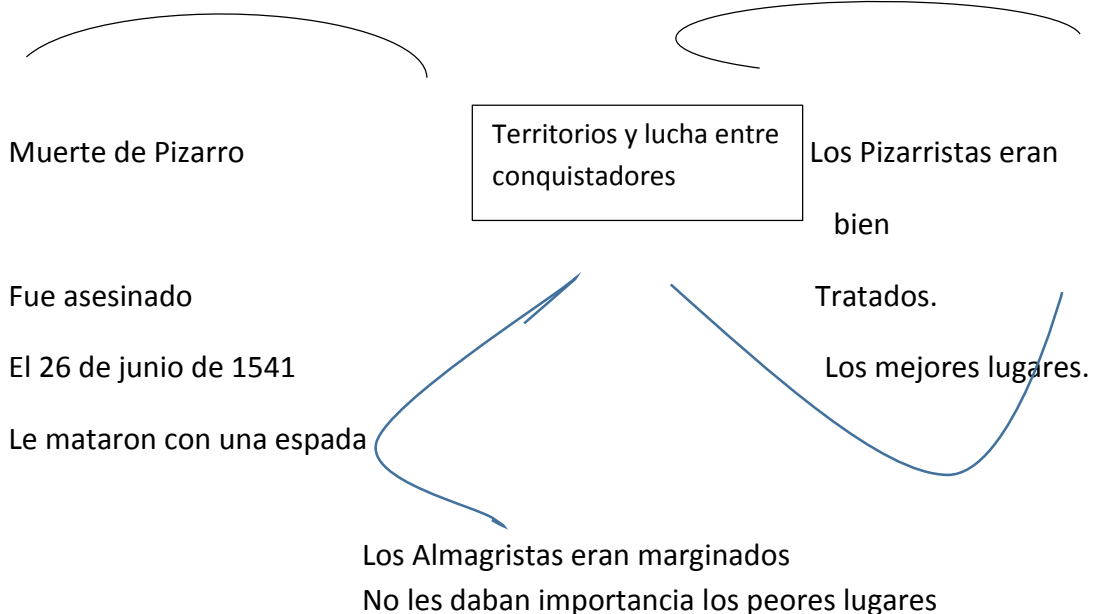 Muerte de Pizarro
Fue asesinado
El 26 de junio de 1541
Le mataron con una espada
Territorios y lucha entre
conquistadores
Los Pizarristas eran
bien
Tratados.
Los mejores lugares.
Los Almagristas eran marginados
No les daban importancia los peores lugares